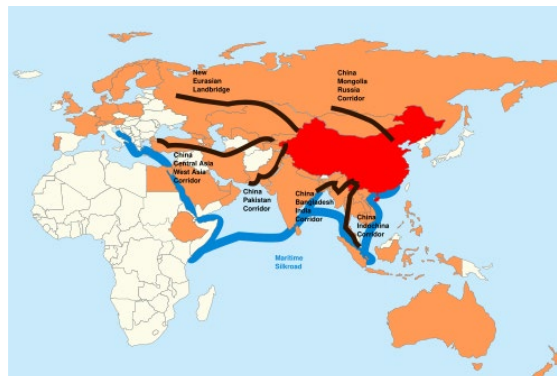 New
Eurasian
Landbridge
China
Mongolia
Russia
Corridor
China
Central Asia
West Asia
Corridor
China
Pakistan
Corridor
China
Bangladesh
India
Corridor
China
Indochina
Corridor
Maritime
Silkroad